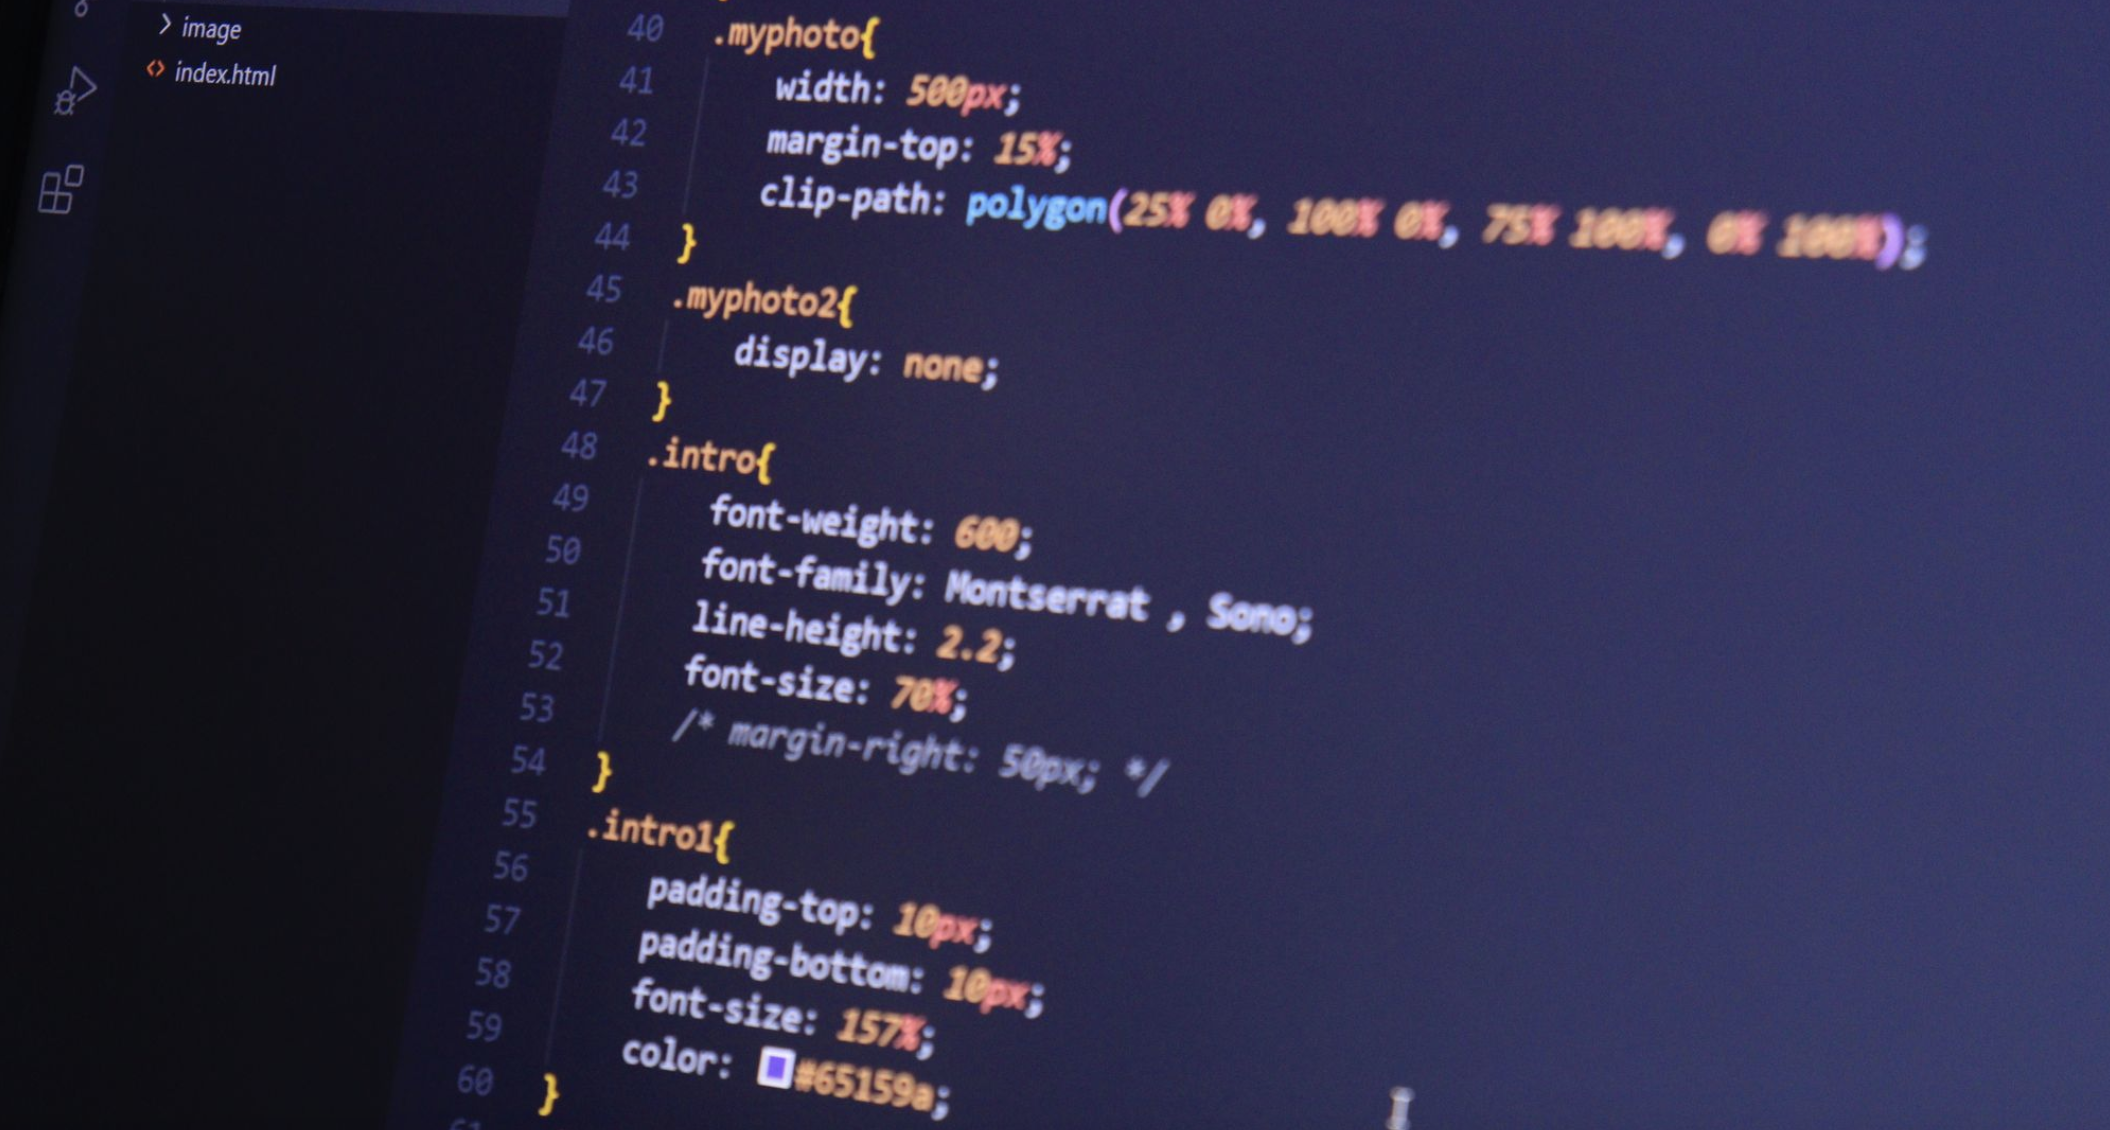 image
index.html
40 .myphoto{
41 width: 500px;
42 margin-top: 15%;
43 clip-path: polygon(25% 0%, 100% 0%, 75% 100%, 0% 100%);
44 }
45 .myphoto2{
46 display: none;
47 }
48 .intro{
49 font-weight: 600;
50 font-family: Montserrat , Sono;
51 line-height: 2.2;
52 font-size: 70%;
53 /* margin-right: 50px; */
54 }
55 .intro1{
56 padding-top: 10px;
57 padding-bottom: 10px;
58 font-size: 157%;
59 color: #65159a;
60 }